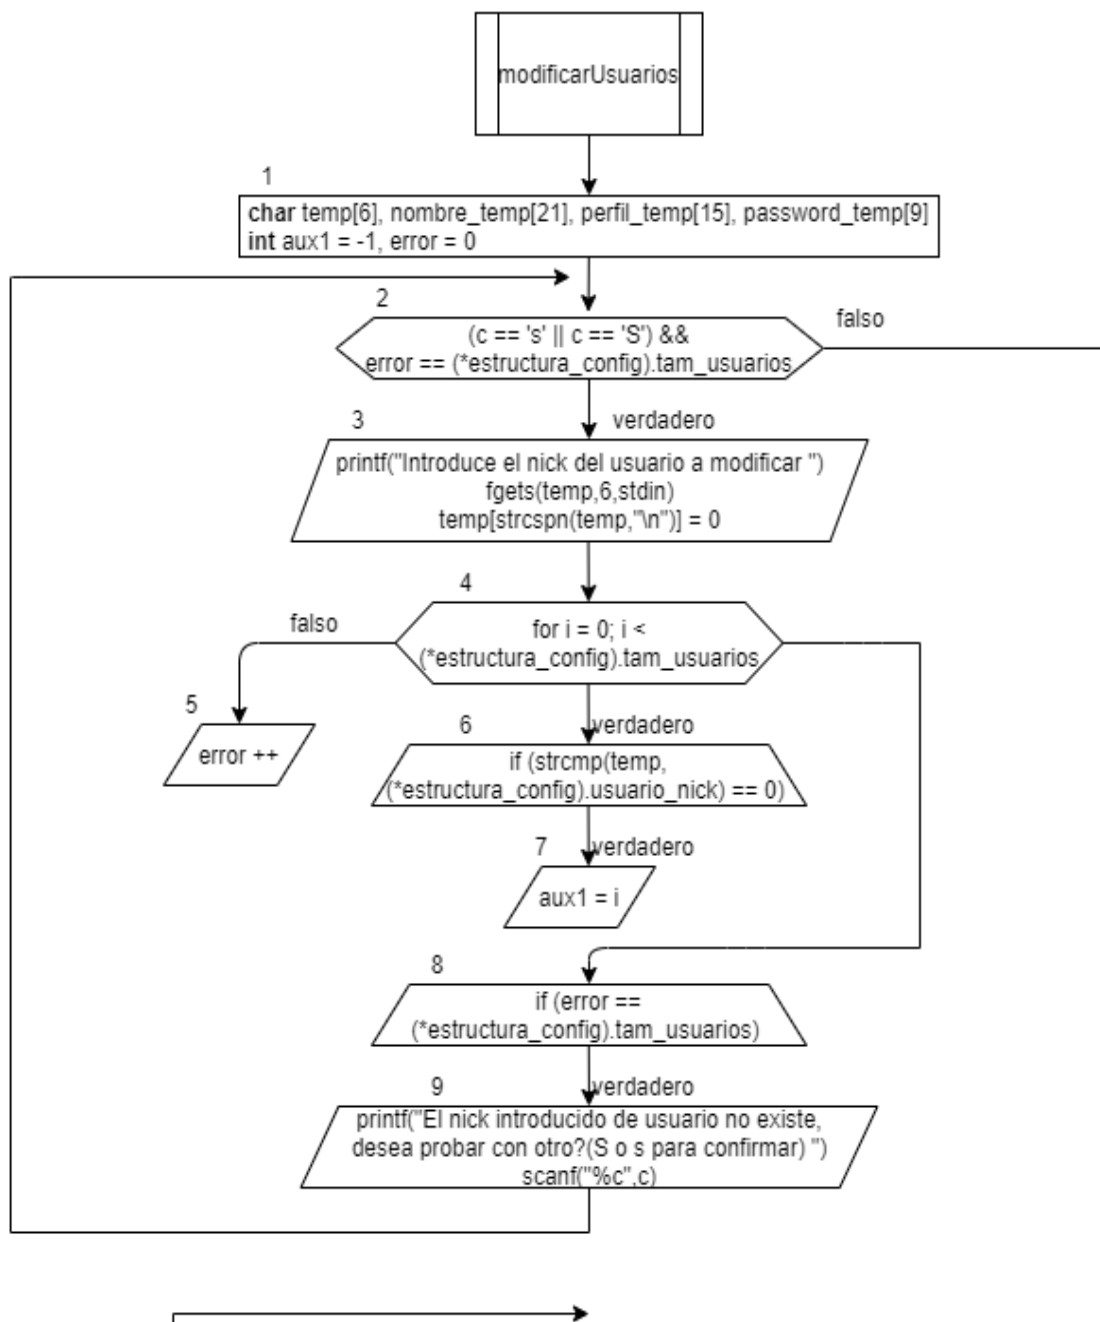 modificarUsuarios
1
char temp[6], nombre_temp[21], perfil_temp[15], password_temp[9]
int aux1 = -1, error = 0
2
falso
(c == 's' || c == 'S') &&
error == (*estructura_config).tam_usuarios
verdadero
3
printf("Introduce el nick del usuario a modificar ")
fgets(temp,6,stdin)
temp[strcspn(temp,"\n")] = 0
4
falso
for i = 0; i <
(*estructura_config).tam_usuarios
5
error ++
verdadero
6
if (strcmp(temp,
(*estructura_config).usuario_nick) == 0)
verdadero
7
aux1 = i
8
if (error ==
(*estructura_config).tam_usuarios)
verdadero
9
printf("El nick introducido de usuario no existe,
desea probar con otro?(S o s para confirmar) ")
scanf("%c",c)